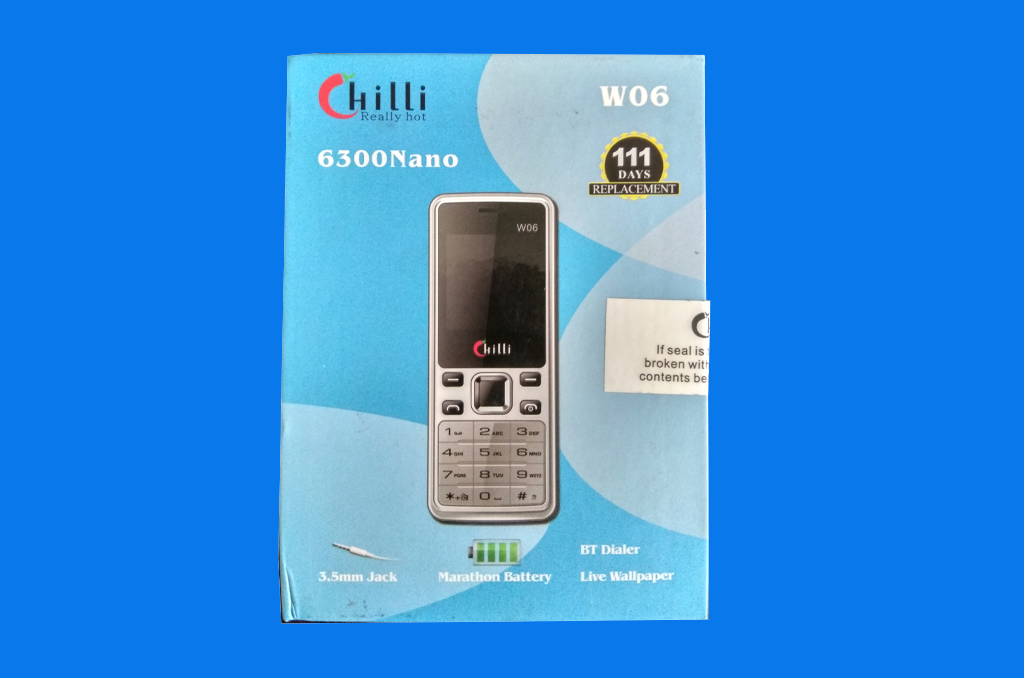 Chilli
Really hot
W06
6300Nano
111
DAYS
REPLACEMENT
W06
Chilli
1 2 ABC 3 DEF
4 GHI 5 JKL 6 MNO
7 PQRS 8 TUV 9 WXYZ
* + 0 #
If seal is
broken with
contents be
BT Dialer
3.5mm Jack
Marathon Battery
Live Wallpaper